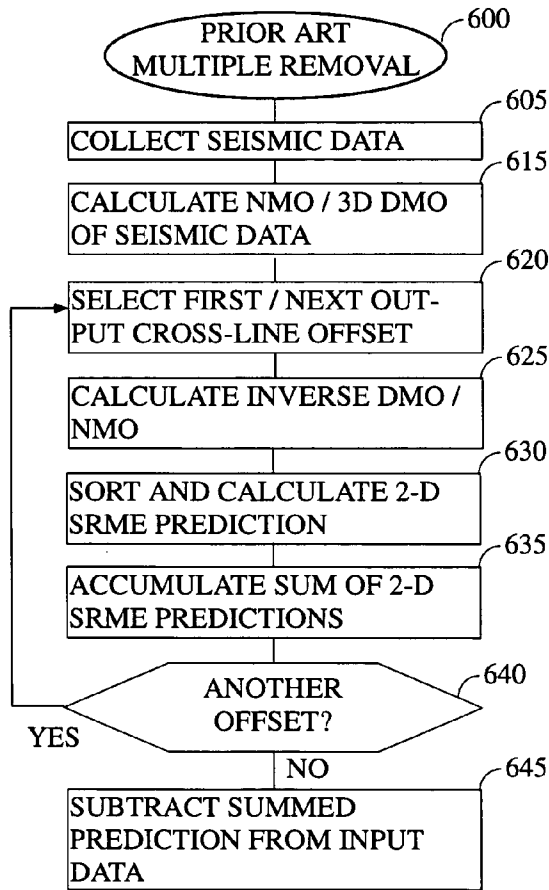 PRIOR ART
MULTIPLE REMOVAL
600
605
COLLECT SEISMIC DATA
615
CALCULATE NMO / 3D DMO
OF SEISMIC DATA
620
SELECT FIRST / NEXT OUT-
PUT CROSS-LINE OFFSET
625
CALCULATE INVERSE DMO /
NMO
630
SORT AND CALCULATE 2-D
SRME PREDICTION
635
ACCUMULATE SUM OF 2-D
SRME PREDICTIONS
640
ANOTHER
OFFSET?
YES
NO
645
SUBTRACT SUMMED
PREDICTION FROM INPUT
DATA